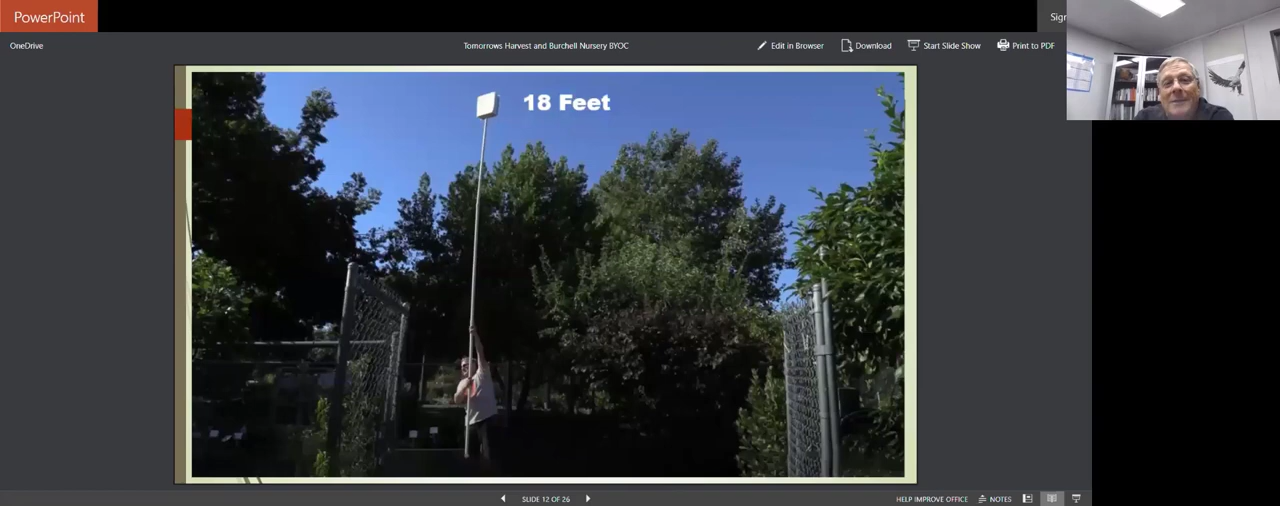 PowerPoint
Sign
OneDrive
Tomorrows Harvest and Burchell Nursery BYOC
Edit in Browser
Download
Start Slide Show
Print to PDF
18 Feet
SLIDE 12 OF 26
HELP IMPROVE OFFICE
NOTES